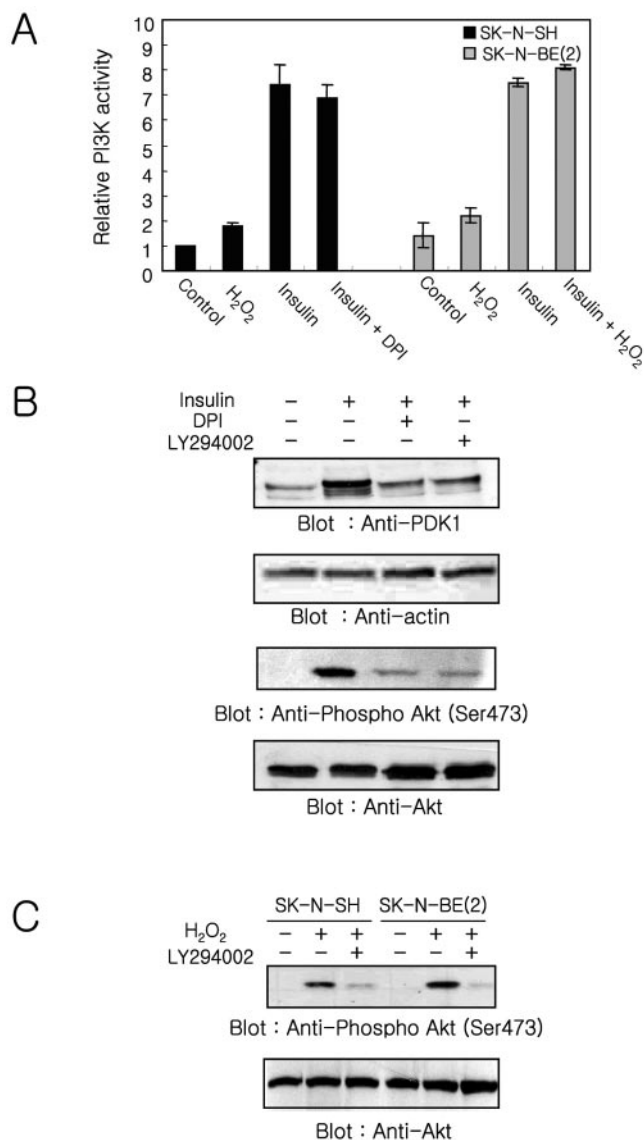 A
Relative PI3K activity
10
9
8
7
6
5
4
3
2
1
0
SK-N-SH
SK-N-BE(2)
Control
H₂O₂
Insulin
Insulin + DPI
Control
H₂O₂
Insulin
Insulin + H₂O₂
B
Insulin − + + +
DPI − − + −
LY294002 − − − +
Blot : Anti-PDK1
Blot : Anti-actin
Blot : Anti-Phospho Akt (Ser473)
Blot : Anti-Akt
C
SK-N-SH SK-N-BE(2)
H₂O₂ − + + − + +
LY294002 − − + − − +
Blot : Anti-Phospho Akt (Ser473)
Blot : Anti-Akt